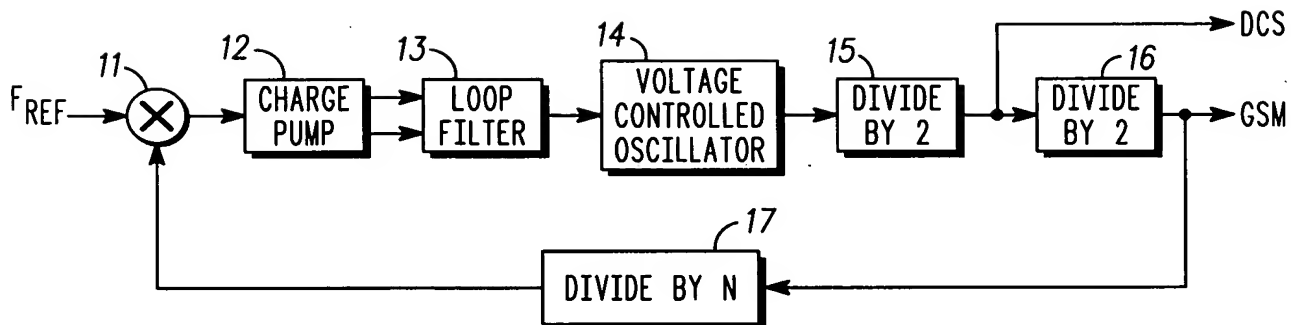 DCS
14
12
13
15
16
11
VOLTAGE
CONTROLLED
OSCILLATOR
CHARGE
PUMP
LOOP
FILTER
DIVIDE
BY 2
DIVIDE
BY 2
FREF
GSM
17
DIVIDE BY N